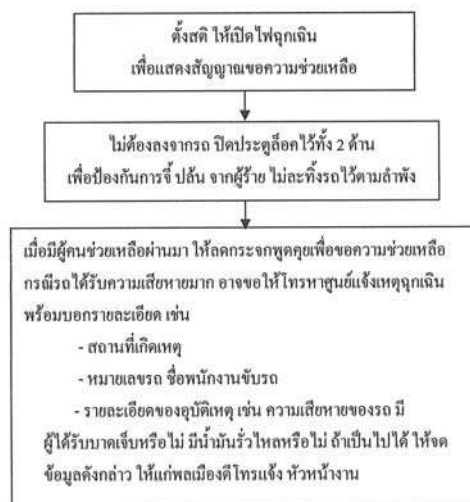 ตั้งสติ ให้เปิดไฟฉุกเฉิน
เพื่อแสดงสัญญาณขอความช่วยเหลือ
ไม่ต้องลงจากรถ ปิดประตูล็อคไว้ทั้ง 2 ด้าน
เพื่อป้องกันการจี้ ปล้น จากผู้ร้าย ไม่ละทิ้งรถไว้ตามลำพัง
เมื่อมีผู้คนช่วยเหลือผ่านมา ให้ลดกระจกพูดคุยเพื่อขอความช่วยเหลือ
กรณีรถได้รับความเสียหายมาก อาจขอให้โทรหาศูนย์แจ้งเหตุฉุกเฉิน
พร้อมบอกรายละเอียด เช่น
- สถานที่เกิดเหตุ
- หมายเลขรถ ชื่อพนักงานขับรถ
- รายละเอียดของอุบัติเหตุ เช่น ความเสียหายของรถ มี
ผู้ได้รับบาดเจ็บหรือไม่ มีน้ำมันรั่วไหลหรือไม่ ถ้าเป็นไปได้ ให้จด
ข้อมูลดังกล่าว ให้แก่พลเมืองดีโทรแจ้ง หัวหน้างาน